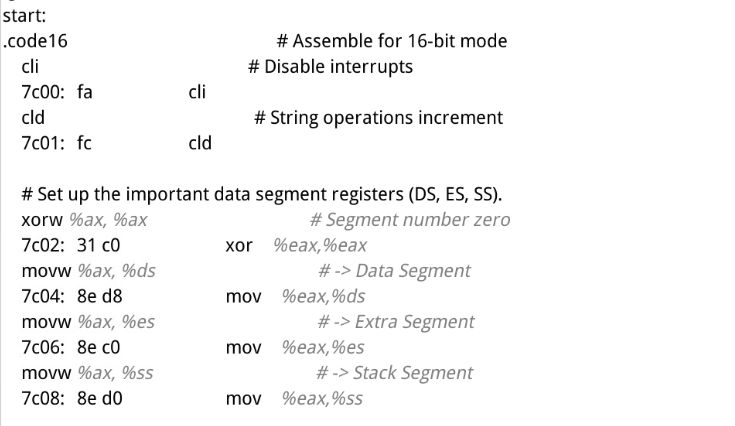 start:
.code16 # Assemble for 16-bit mode
cli # Disable interrupts
7c00: fa cli
cld # String operations increment
7c01: fc cld
# Set up the important data segment registers (DS, ES, SS).
xorw %ax, %ax # Segment number zero
7c02: 31 c0 xor %eax,%eax
movw %ax, %ds # -> Data Segment
7c04: 8e d8 mov %eax,%ds
movw %ax, %es # -> Extra Segment
7c06: 8e c0 mov %eax,%es
movw %ax, %ss # -> Stack Segment
7c08: 8e d0 mov %eax,%ss